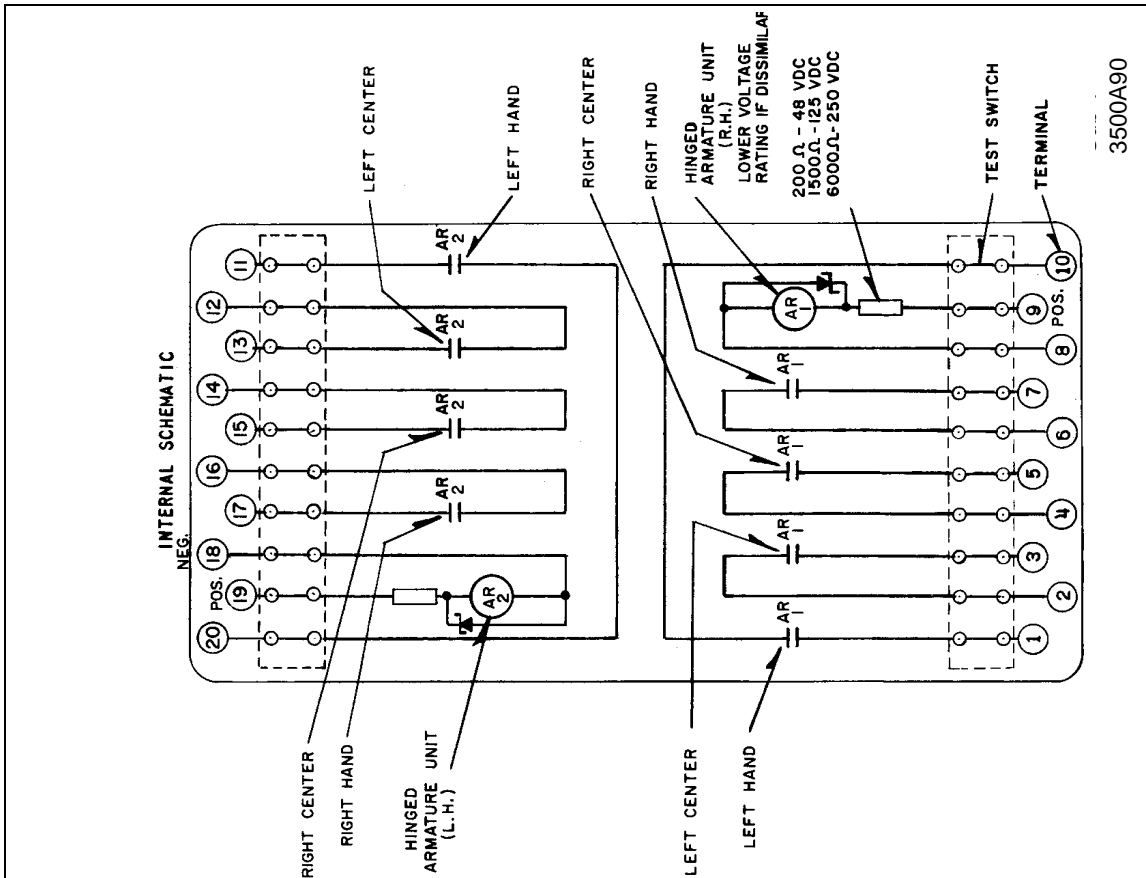 INTERNAL SCHEMATIC
NEG.
POS.
20
19
18
17
16
15
14
13
12
11
AR
2
AR
2
AR
2
AR
2
AR
2
LEFT CENTER
LEFT HAND
RIGHT CENTER
RIGHT HAND
HINGED
ARMATURE UNIT
(L.H.)
RIGHT CENTER
RIGHT HAND
HINGED
ARMATURE UNIT
(R.H.)
LOWER VOLTAGE
RATING IF DISSIMILAR
200 Ω - 48 VDC
1500Ω - 125 VDC
6000Ω - 250 VDC
AR
1
AR
1
AR
1
AR
1
AR
1
LEFT CENTER
LEFT HAND
TEST SWITCH
TERMINAL
1
2
3
4
5
6
7
8
9
10
POS.
3500A90